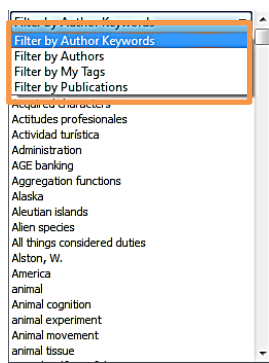 Filter by Author Keywords
Filter by Author Keywords
Filter by Authors
Filter by My Tags
Filter by Publications
Acquired characters
Actitudes profesionales
Actividad turística
Administration
AGE banking
Aggregation functions
Alaska
Aleutian islands
Alien species
All things considered duties
Alston, W.
America
animal
Animal cognition
animal experiment
Animal movement
animal tissue